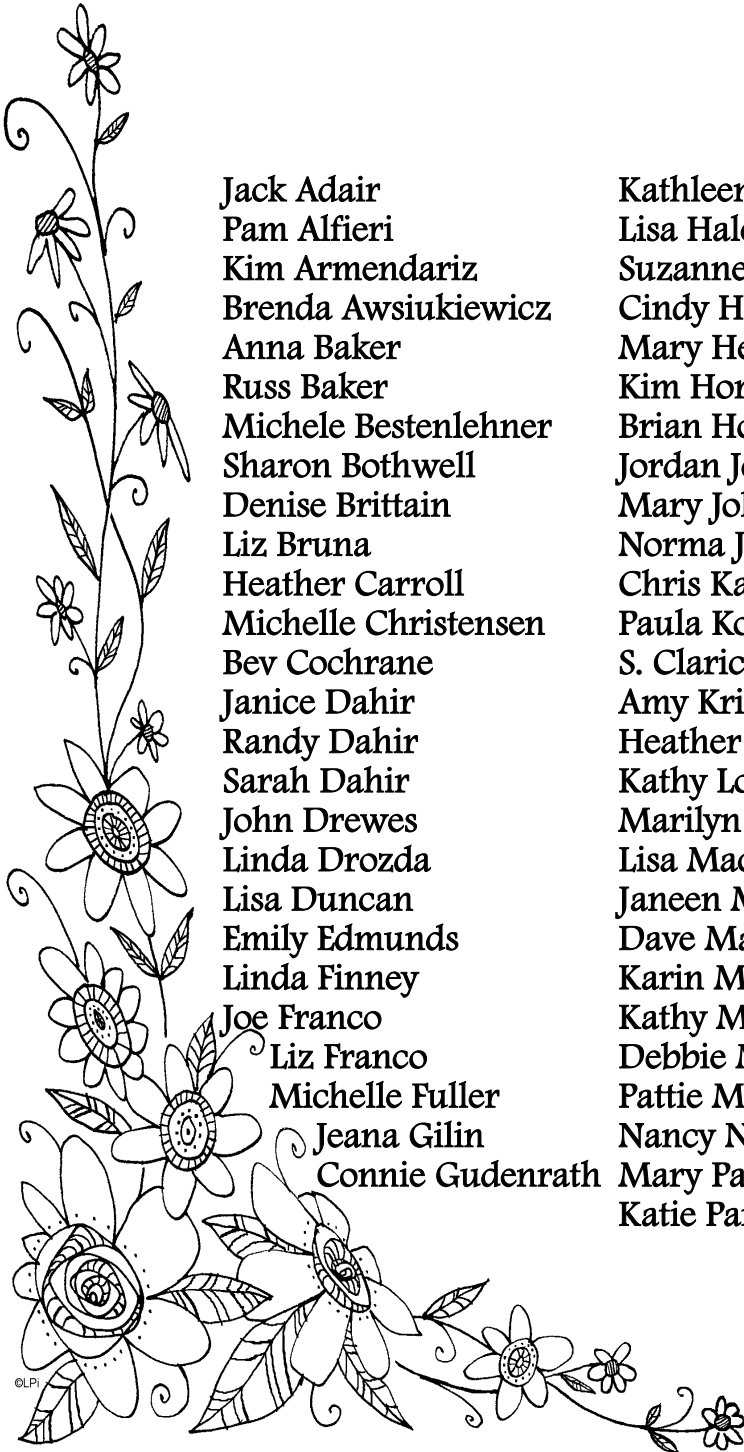 Jack Adair
Pam Alfieri
Kim Armendariz
Brenda Awsiukiewicz
Anna Baker
Russ Baker
Michele Bestenlehner
Sharon Bothwell
Denise Brittain
Liz Bruna
Heather Carroll
Michelle Christensen
Bev Cochrane
Janice Dahir
Randy Dahir
Sarah Dahir
John Drewes
Linda Drozda
Lisa Duncan
Emily Edmunds
Linda Finney
Joe Franco
Liz Franco
Michelle Fuller
Jeana Gilin
Connie Gudenrath
Kathleen
Lisa
Suzanne
Cindy
Mary
Kim
Brian
Jordan
Mary
Norma
Chris
Paula
S.
Amy
Heather
Kathy
Marilyn
Lisa
Janeen
Dave
Karin
Kathy
Debbie
Pattie
Nancy
Mary
Katie
©LPi